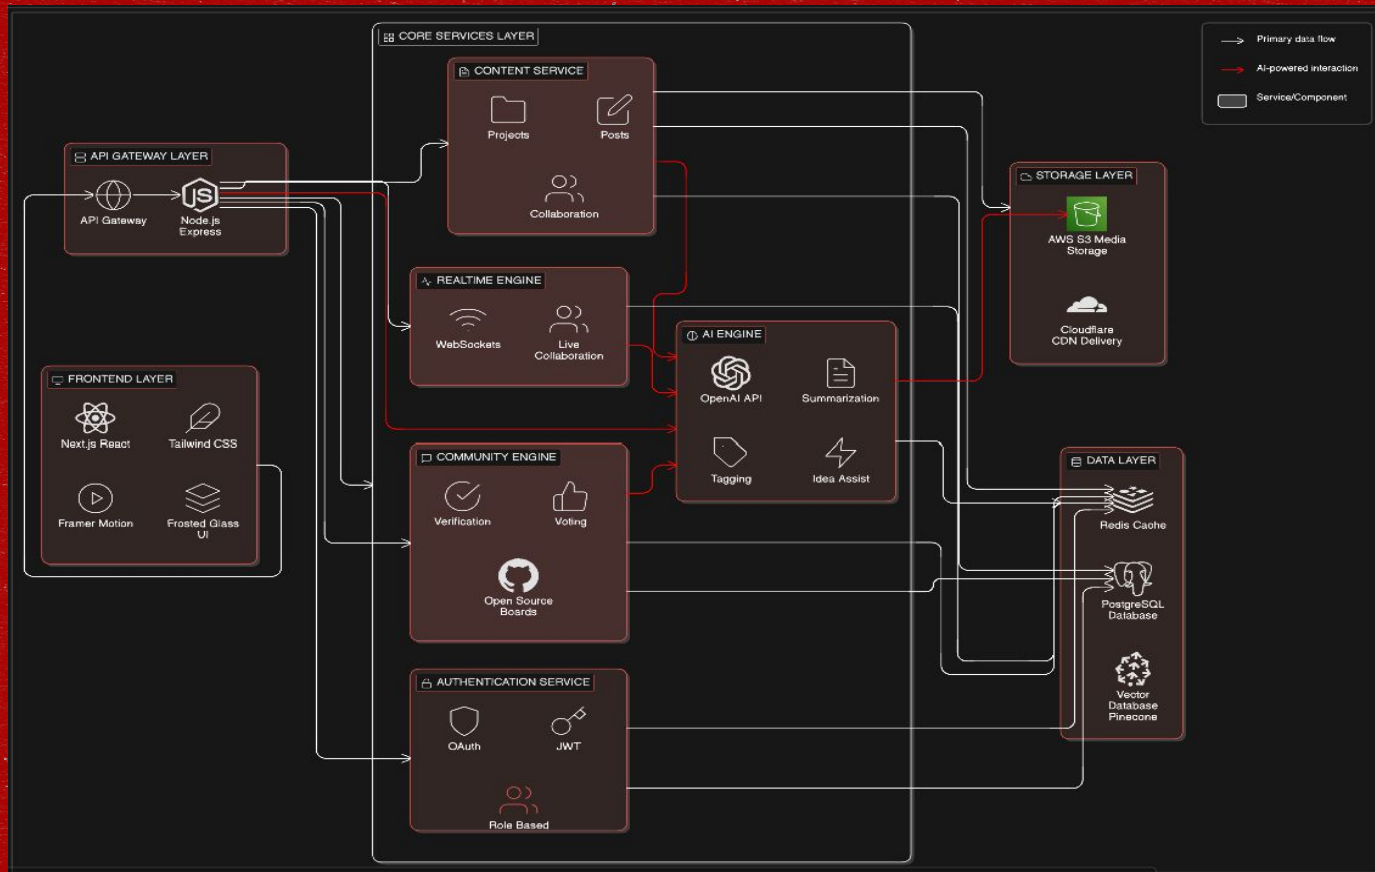 CORE SERVICES LAYER
CONTENT SERVICE
Projects
Posts
Collaboration
Primary data flow
AI-powered interaction
Service/Component
API GATEWAY LAYER
API Gateway
Node.js
Express
STORAGE LAYER
AWS S3 Media
Storage
Cloudflare
CDN Delivery
REALTIME ENGINE
WebSockets
Live
Collaboration
AI ENGINE
OpenAI API
Summarization
Tagging
Idea Assist
FRONTEND LAYER
Next.js React
Tailwind CSS
Framer Motion
Frosted Glass
UI
COMMUNITY ENGINE
Verification
Voting
Open Source
Boards
DATA LAYER
Redis Cache
PostgreSQL
Database
Vector
Database
Pinecone
AUTHENTICATION SERVICE
OAuth
JWT
Role Based